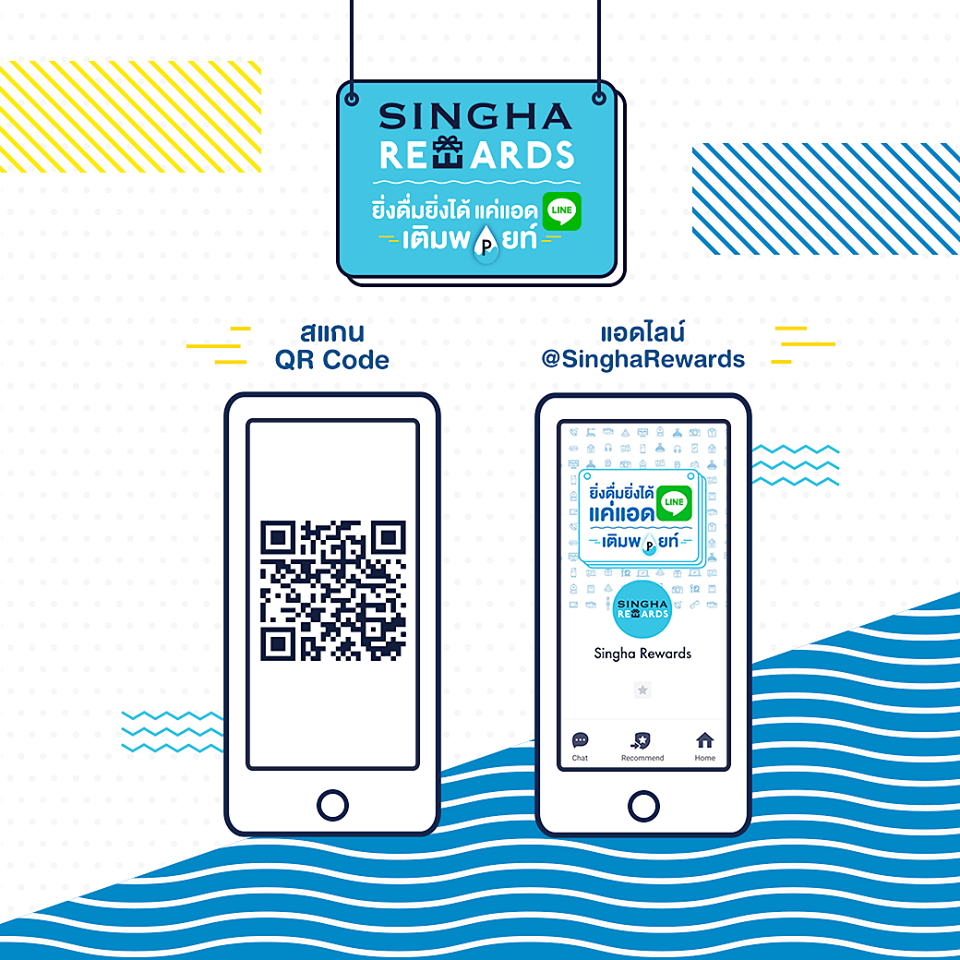 SINGHA
REWARDS
ยิ่งดื่มยิ่งได้ แค่แอด LINE
เติมพPยท์
สแกน
QR Code
แอดไลน์
@SinghaRewards
ยิ่งดื่มยิ่งได้
แค่แอด LINE
เติมพPยท์
SINGHA
REWARDS
Singha Rewards
Chat Recommend Home